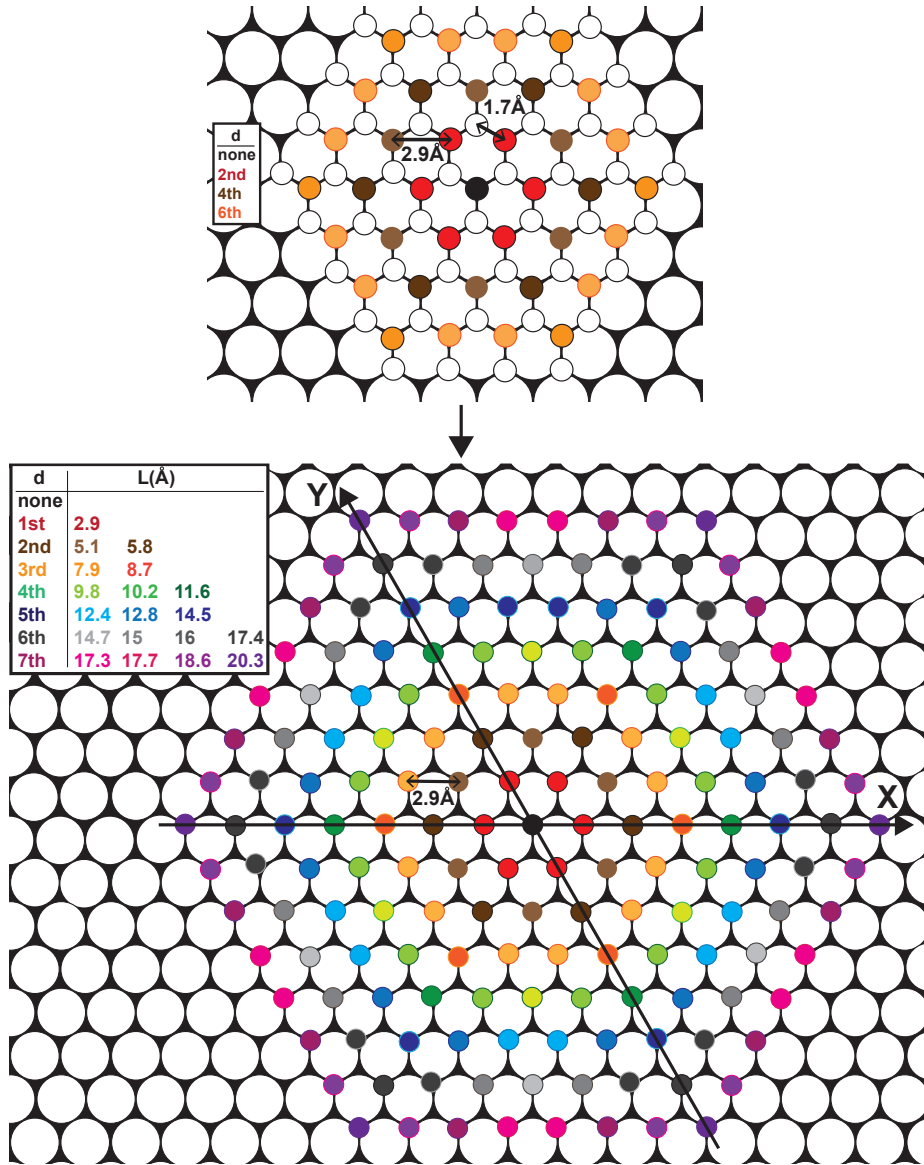 1.7Å
2.9Å
d
none
2nd
4th
6th
d L(Å)
none
1st 2.9
2nd 5.1 5.8
3rd 7.9 8.7
4th 9.8 10.2 11.6
5th 12.4 12.8 14.5
6th 14.7 15 16 17.4
7th 17.3 17.7 18.6 20.3
Y
2.9Å
X